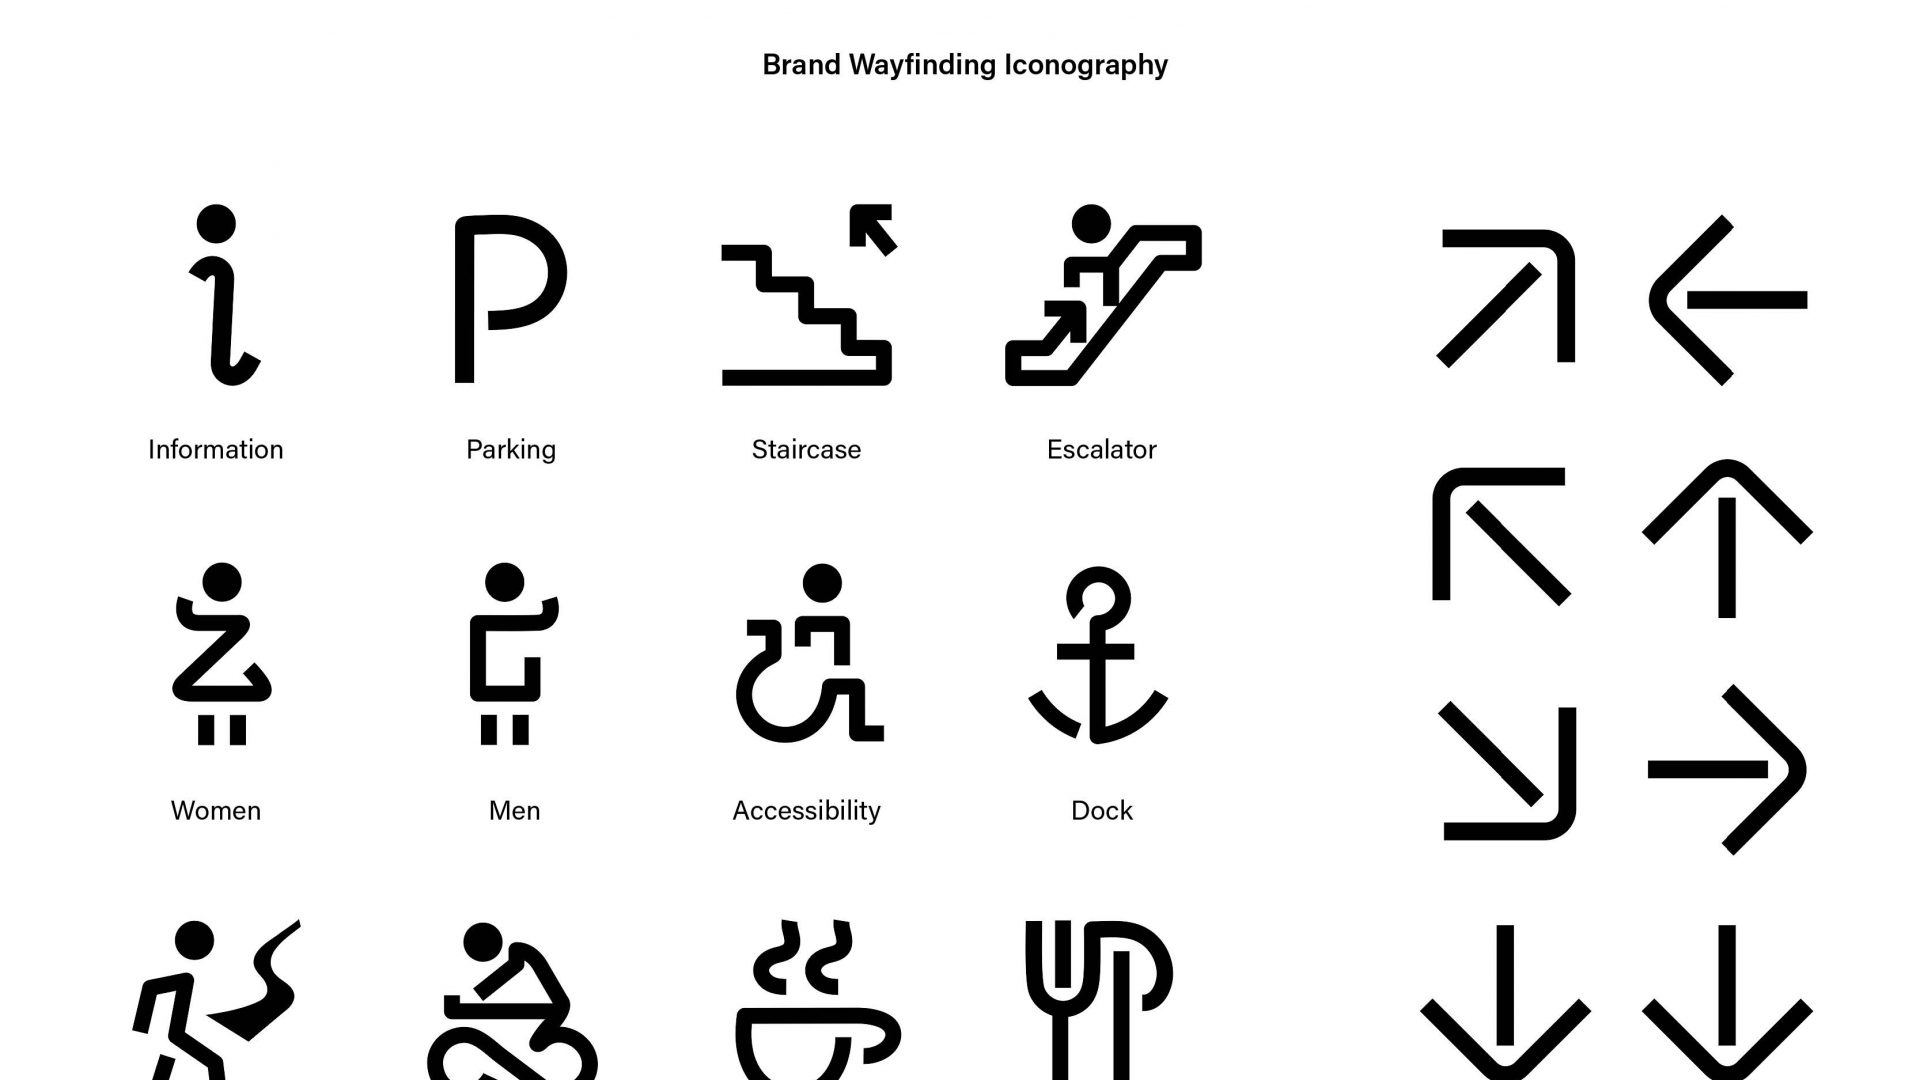 Brand Wayfinding Iconography
Information
Parking
Staircase
Escalator
Women
Men
Accessibility
Dock